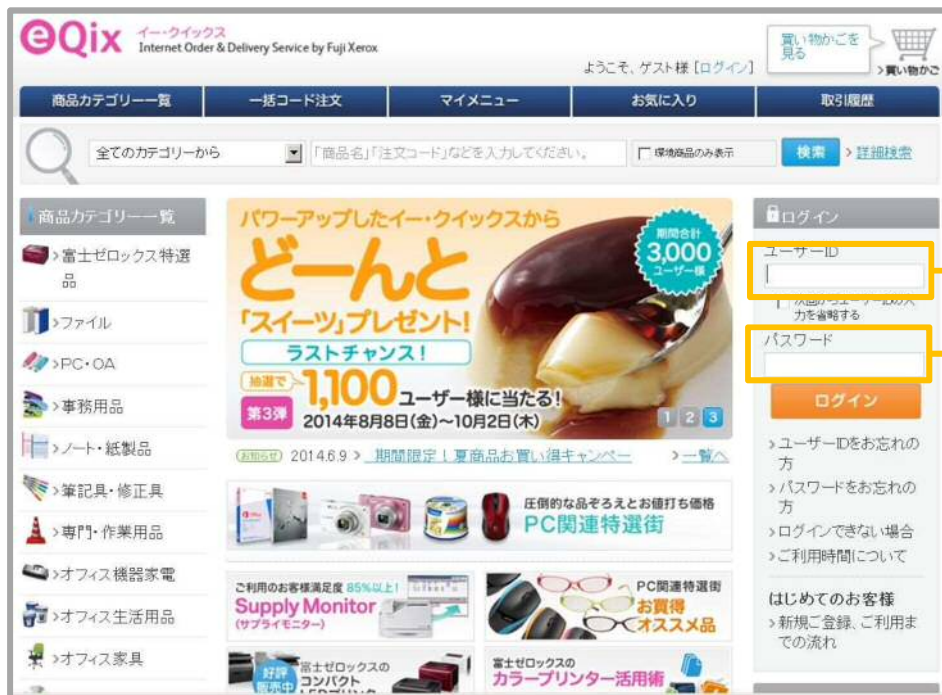 eQix イー・クイックス
Internet Order & Delivery Service by Fuji Xerox
ようこそ、ゲスト様 [ログイン]
買い物かごを
見る
>買い物かご
商品カテゴリー一覧
一括コード注文
マイメニュー
お気に入り
取引履歴
全てのカテゴリーから
「商品名」「注文コード」などを入力してください。
環境商品のみ表示
検索
>詳細検索
商品カテゴリー一覧
>富士ゼロックス特選
品
>ファイル
>PC・OA
>事務用品
>ノート・紙製品
>筆記具・修正具
>専門・作業用品
>オフィス機器家電
>オフィス生活用品
>オフィス家具
パワーアップしたイー・クイックスから
どーんと
「スイーツ」プレゼント!
期間合計
3,000
ユーザー様
ラストチャンス!
抽選で
1,100ユーザー様に当たる!
第3弾
2014年8月8日(金)~10月2日(木)
1 2 3
お知らせ 2014.6.9 > 期間限定!夏商品お買い得キャンペー
>一覧へ
圧倒的な品ぞろえとお値打ち価格
PC関連特選街
ご利用のお客様満足度 85%以上!
Supply Monitor
(サプライモニター)
PC関連特選街
お買得
オススメ品
好評
販売中
富士ゼロックスの
コンパクト
富士ゼロックスの
カラープリンター活用術
ログイン
ユーザーID
力を省略する
パスワード
ログイン
>ユーザーIDをお忘れの
方
>パスワードをお忘れの
方
>ログインできない場合
>ご利用時間について
はじめてのお客様
>新規ご登録、ご利用ま
での流れ